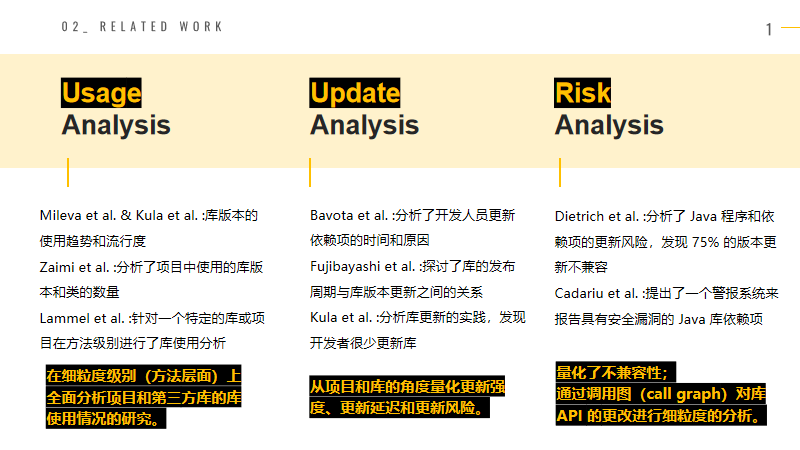 02_ RELATED WORK
1
Usage
Analysis
Mileva et al. & Kula et al. :库版本的
使用趋势和流行度
Zaimi et al. :分析了项目中使用的库版
本和类的数量
Lammel et al. :针对一个特定的库或项
目在方法级别进行了库使用分析
在细粒度级别（方法层面）上
全面分析项目和第三方库的库
使用情况的研究。
Update
Analysis
Bavota et al. :分析了开发人员更新
依赖项的时间和原因
Fujibayashi et al. :探讨了库的发布
周期与库版本更新之间的关系
Kula et al. :分析库更新的实践，发现
开发者很少更新库
从项目和库的角度量化更新强
度、更新延迟和更新风险。
Risk
Analysis
Dietrich et al. :分析了 Java 程序和依
赖项的更新风险，发现 75% 的版本更
新不兼容
Cadariu et al. :提出了一个警报系统来
报告具有安全漏洞的 Java 库依赖项
量化了不兼容性；
通过调用图（call graph）对库
API 的更改进行细粒度的分析。